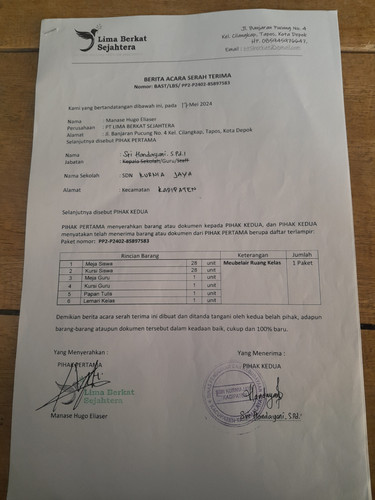 Lima Berkat
Sejahtera
Jl. Banjaran Pucung No. 4
Kel. Cilangkap, Tapos, Kota Depok
Email :
BERITA ACARA SERAH TERIMA
Nomor: BAST/LBS/ PP2-P2402-85897583
Kami yang bertandatangan dibawah ini, pada 17 Mei 2024
Nama : Manase Hugo Eliaser
Perusahaan : PT LIMA BERKAT SEJAHTERA
Alamat : Jl. Banjaran Pucung No. 4 Kel. Cilangkap, Tapos, Kota Depok
Selanjutnya disebut PIHAK PERTAMA
Nama : Sri Handayani, S.Pd.I
Jabatan : Kepala Sekolah/Guru/Staff
Nama Sekolah SDN KURNIA JAYA
Alamat Kecamatan
Selanjutnya disebut PIHAK KEDUA
PIHAK PERTAMA menyerahkan barang atau dokumen kepada PIHAK KEDUA, dan PIHAK KEDUA
menyatakan telah menerima barang atau dokumen dari PIHAK PERTAMA berupa daftar terlampir:
Paket nomor: PP2-P2402-85897583
Rincian Barang Keterangan Jumlah
1 Meja Siswa 28 unit Meubelair Ruang Kelas 1 Paket
2 Kursi Siswa 28 unit
3 Meja Guru 1 unit
4 Kursi Guru 1 unit
5 Papan Tulis 1 unit
6 Lemari Kelas 1 unit
Demikian berita acara serah terima ini dibuat dan ditanda tangani oleh kedua belah pihak, adapun
barang-barang ataupun dokumen tersebut dalam keadaan baik, cukup dan 100% baru.
Yang Menyerahkan : Yang Menerima :
PIHAK PERTAMA PIHAK KEDUA
Lima Berkat
Sejahtera
Manase Hugo Eliaser Sri Handayani, S.Pd.I